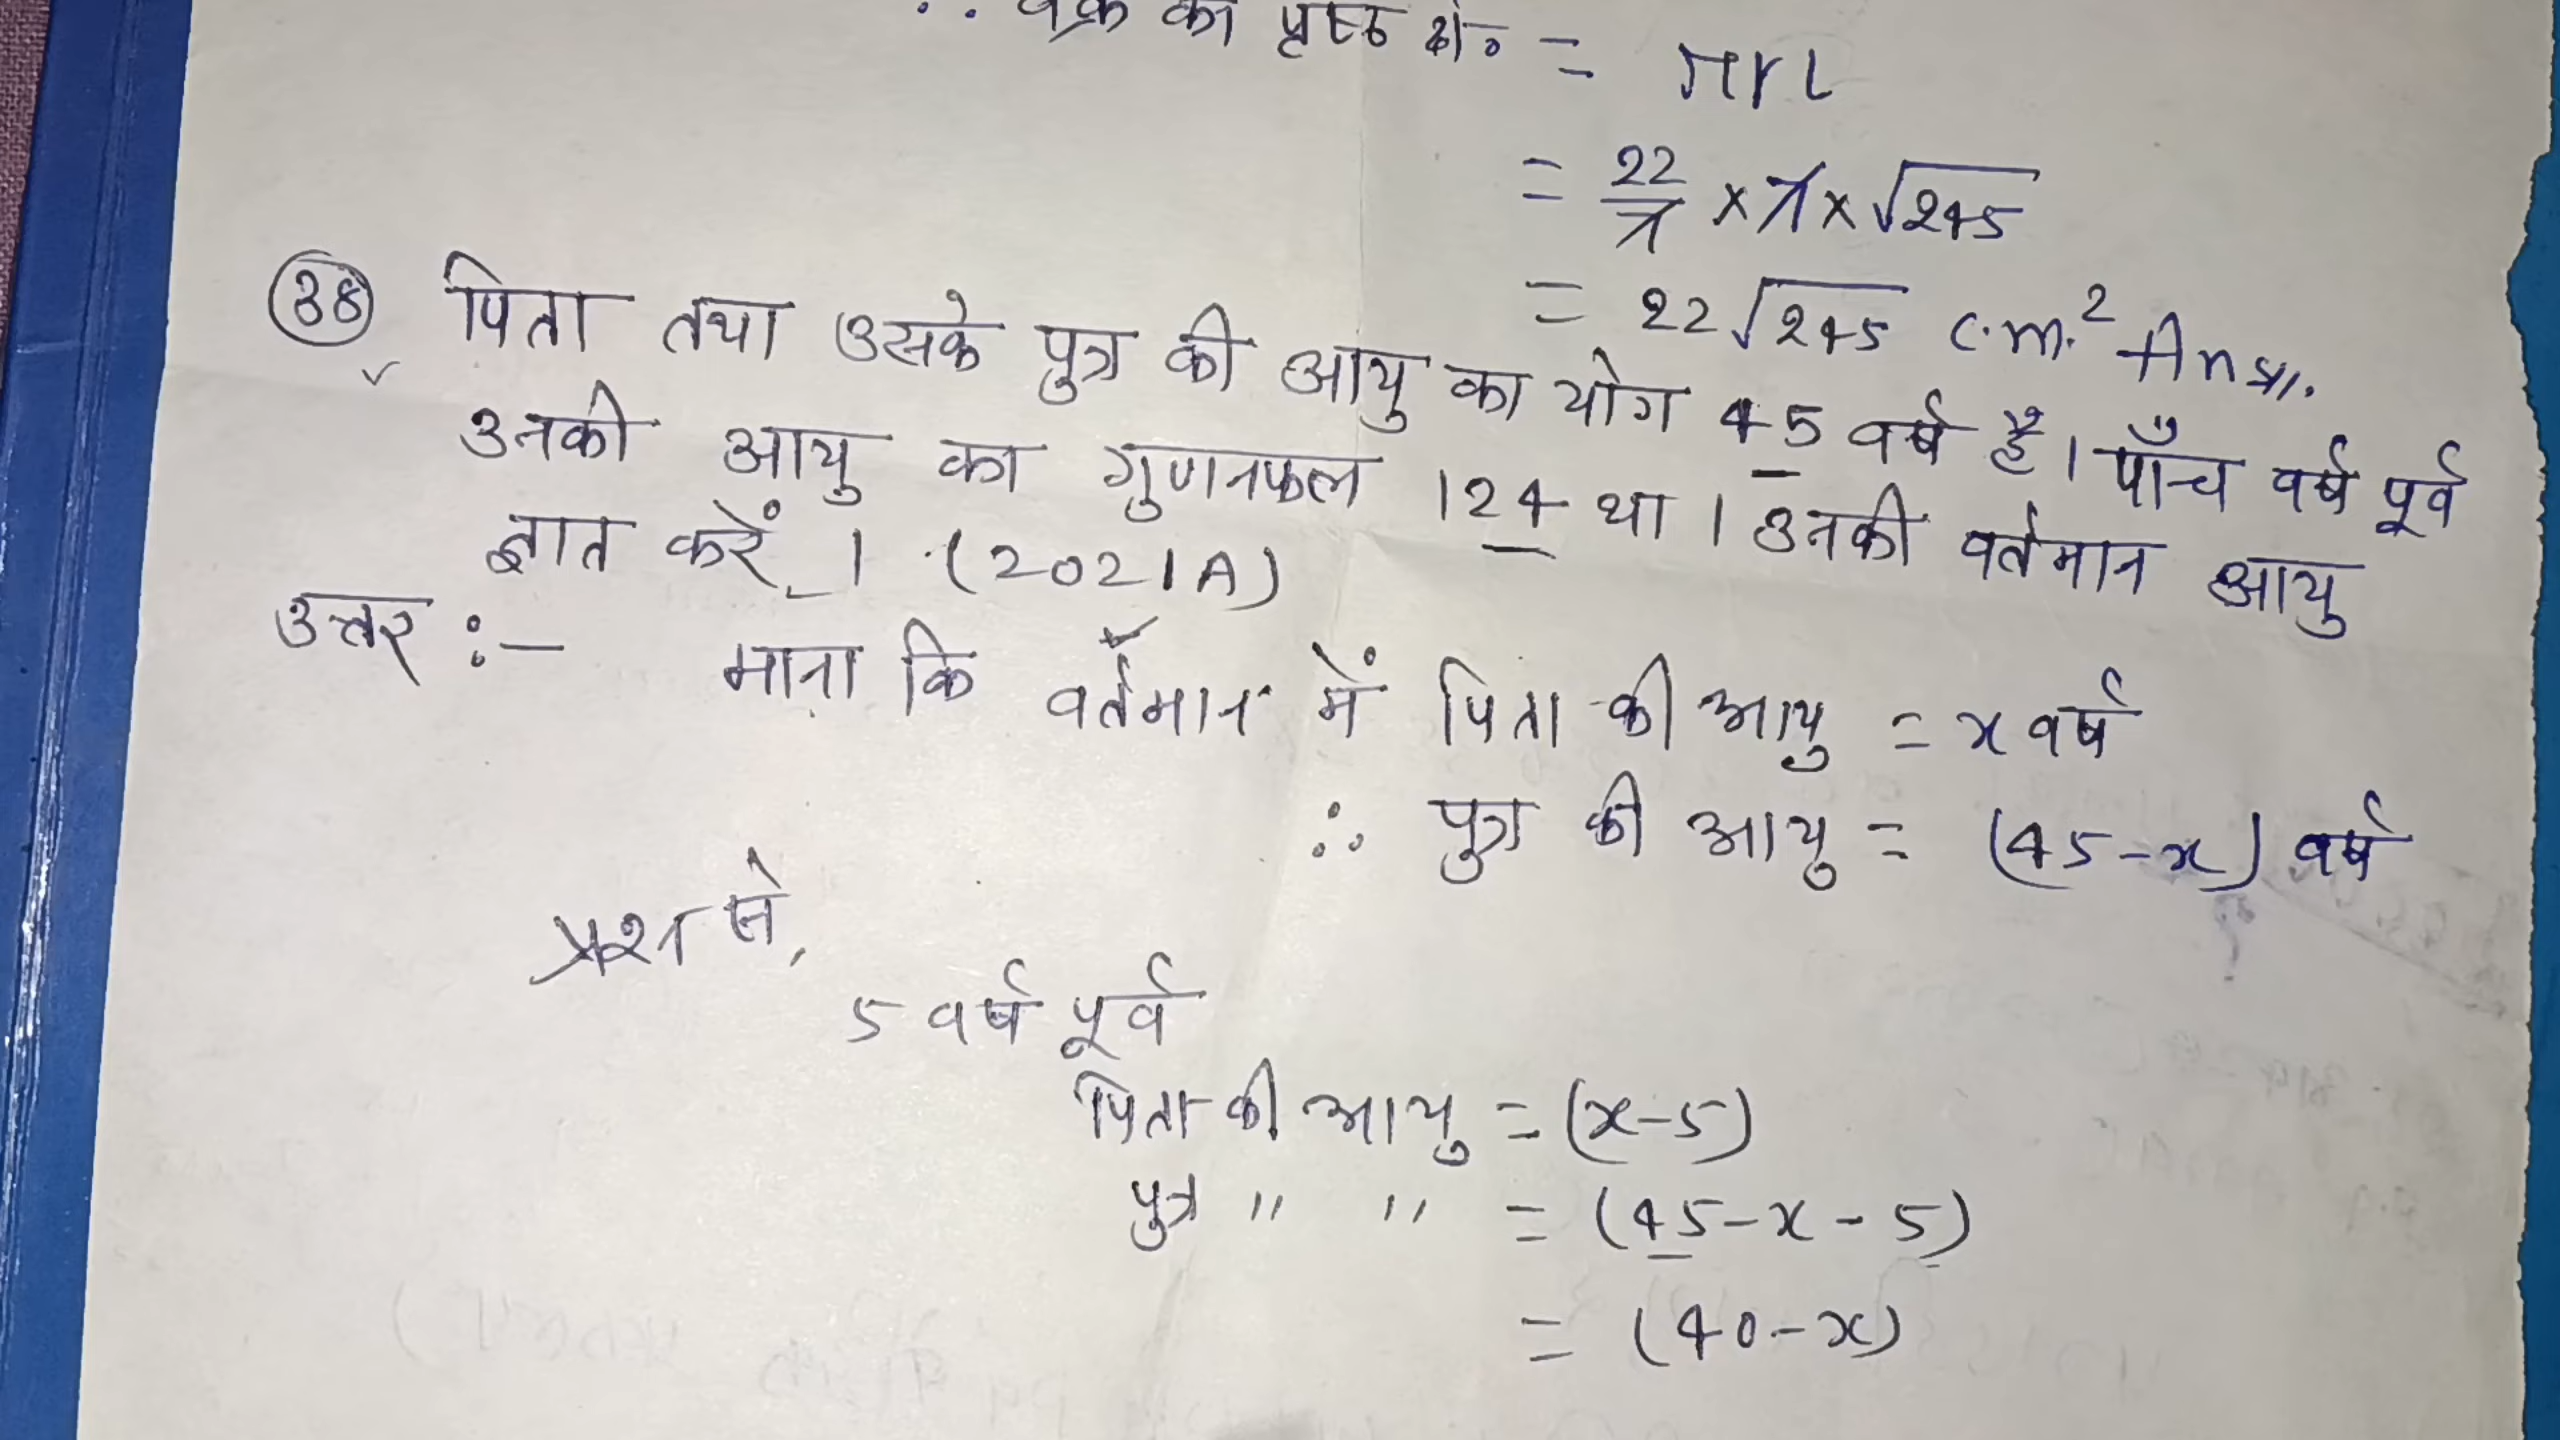 ∴ वक्र का पृष्ठ क्षे० = πrl
= 22/7 × 7 × √245
= 22√245 c.m.² Ans//.
(38) पिता तथा उसके पुत्र की आयु का योग 45 वर्ष है। पाँच वर्ष पूर्व
उनकी आयु का गुणनफल 124 था। उनकी वर्तमान आयु
ज्ञात करें। (2021A)
उत्तर :- माना कि वर्तमान में पिता की आयु = x वर्ष
∴ पुत्र की आयु = (45-x) वर्ष
प्रश्न से,
5 वर्ष पूर्व
पिता की आयु = (x-5)
पुत्र " " = (45-x-5)
= (40-x)